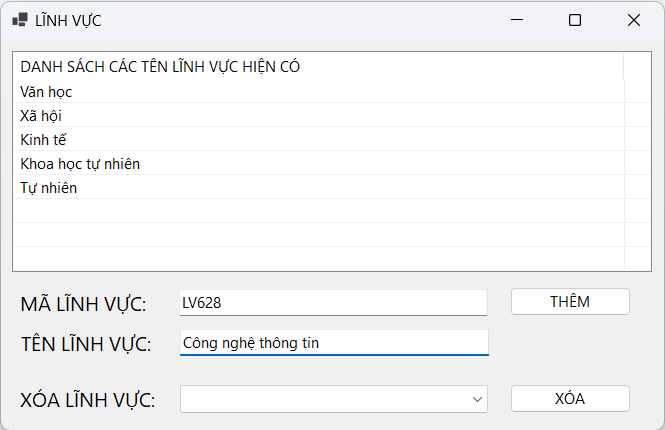 LĨNH VỰC
DANH SÁCH CÁC TÊN LĨNH VỰC HIỆN CÓ
Văn học
Xã hội
Kinh tế
Khoa học tự nhiên
Tự nhiên
MÃ LĨNH VỰC: LV628 THÊM
TÊN LĨNH VỰC: Công nghệ thông tin
XÓA LĨNH VỰC: XÓA